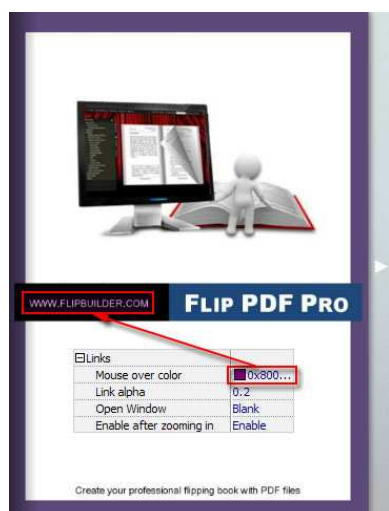 WWW.FLIPBUILDER.COM FLIP PDF PRO
Links
Mouse over color 0x800...
Link alpha 0.2
Open Window Blank
Enable after zooming in Enable
Create your professional flipping book with PDF files